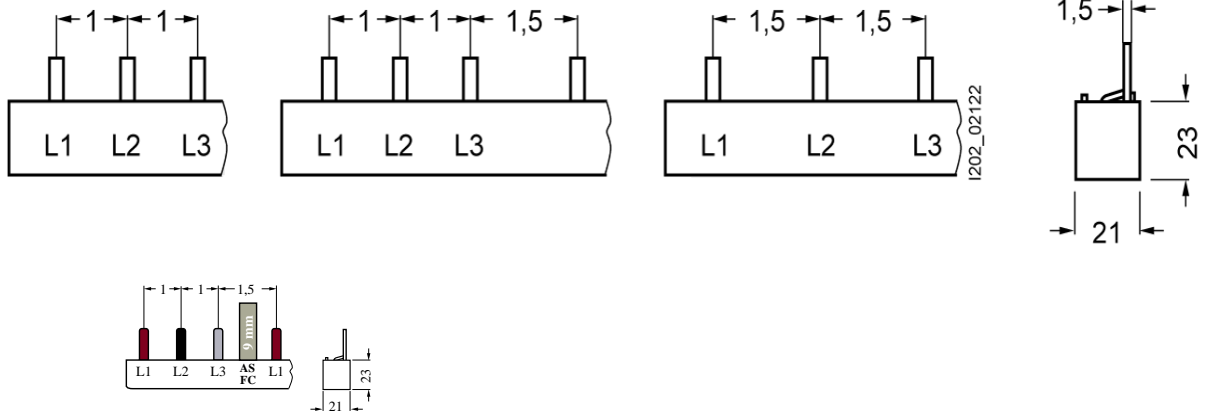 1 1
1 1 1,5
1,5 1,5
1,5
L1 L2 L3
L1 L2 L3
L1 L2 L3
I202_02122
23
21
1 1 1,5
9 mm
L1 L2 L3 AS L1
FC
23
21